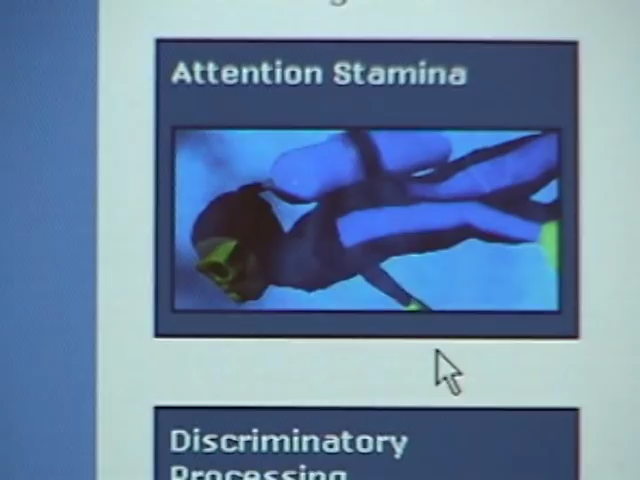 Attention Stamina
Discriminatory
Processing